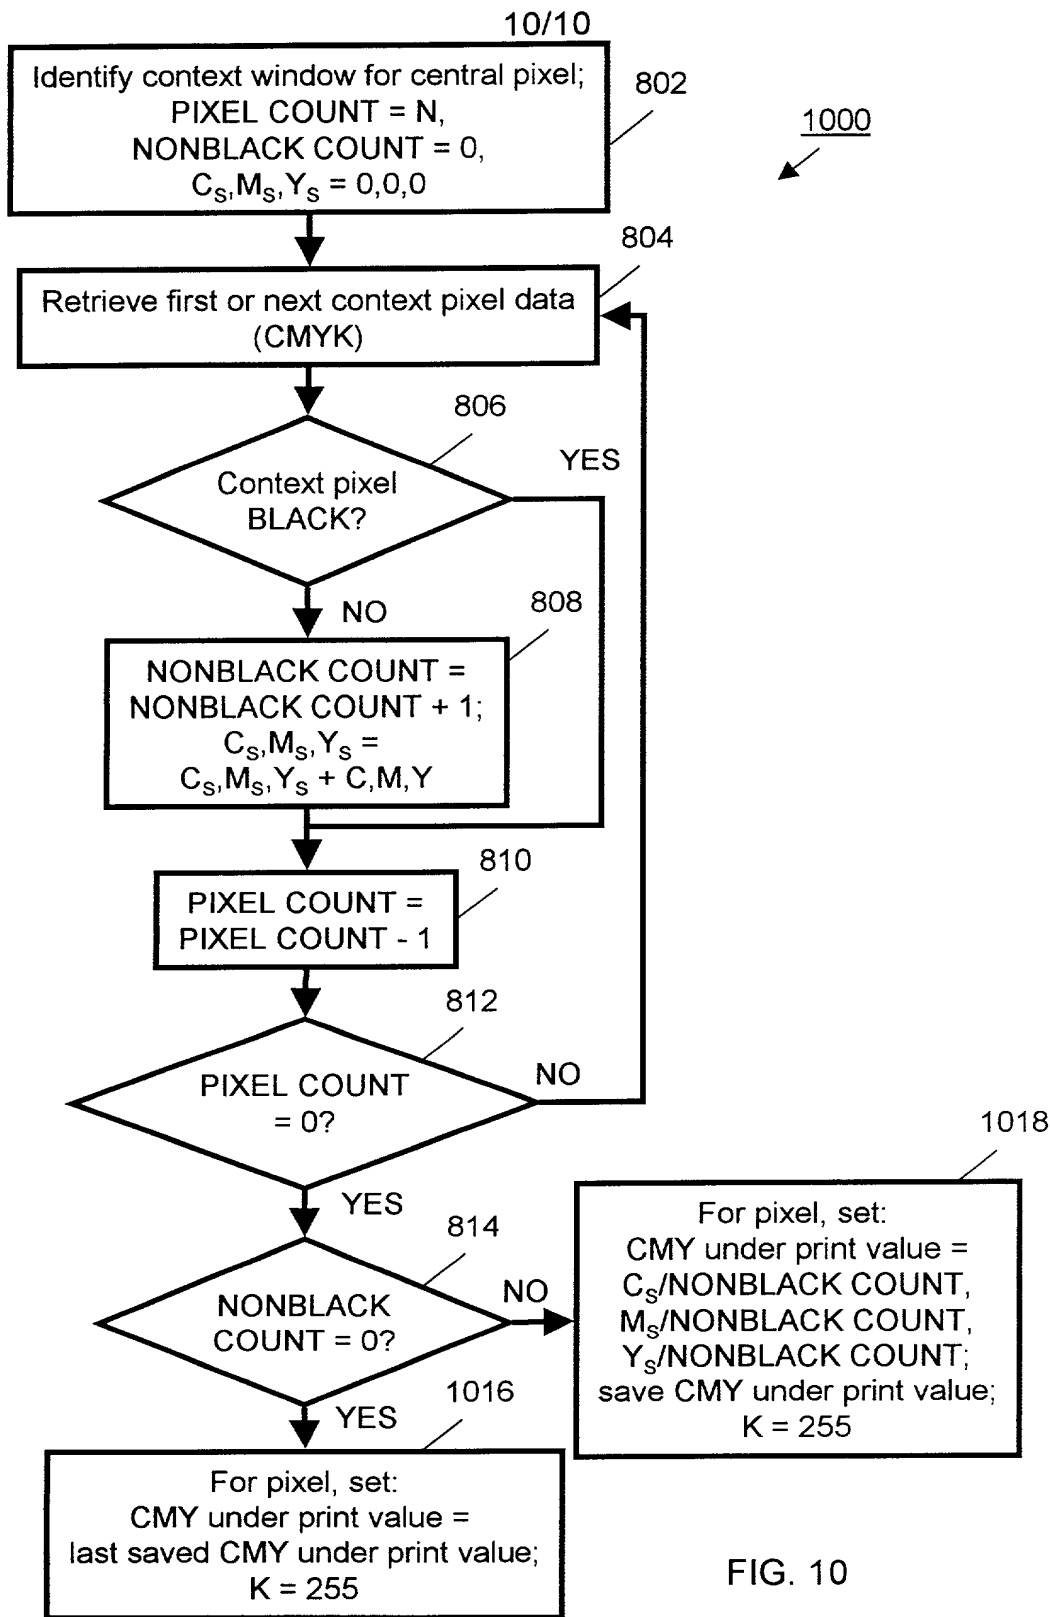 10/10
Identify context window for central pixel;
PIXEL COUNT = N,
NONBLACK COUNT = 0,
C_S,M_S,Y_S = 0,0,0
802
1000
804
Retrieve first or next context pixel data
(CMYK)
806
YES
Context pixel
BLACK?
NO
808
NONBLACK COUNT =
NONBLACK COUNT + 1;
C_S,M_S,Y_S =
C_S,M_S,Y_S + C,M,Y
810
PIXEL COUNT =
PIXEL COUNT - 1
812
PIXEL COUNT
= 0?
NO
YES
814
NONBLACK
COUNT = 0?
NO
1018
For pixel, set:
CMY under print value =
C_S/NONBLACK COUNT,
M_S/NONBLACK COUNT,
Y_S/NONBLACK COUNT;
save CMY under print value;
K = 255
YES
1016
For pixel, set:
CMY under print value =
last saved CMY under print value;
K = 255
FIG. 10